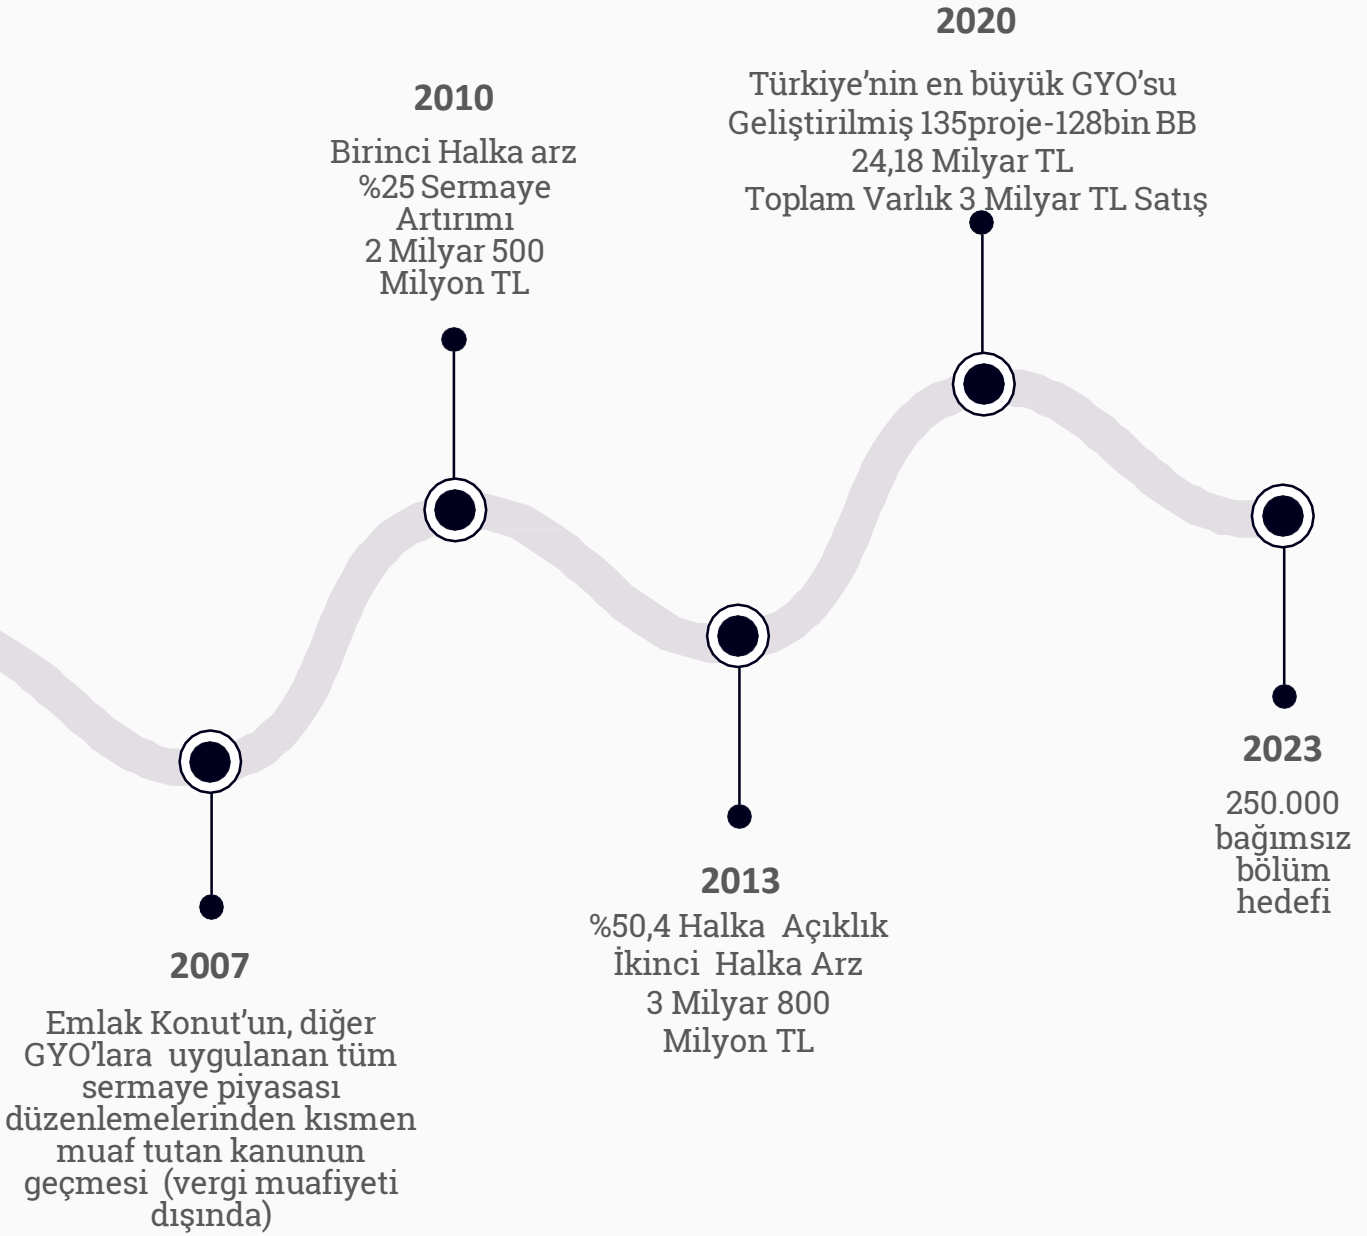 2007
Emlak Konut’un, diğer
GYO’lara uygulanan tüm
sermaye piyasası
düzenlemelerinden kısmen
muaf tutan kanunun
geçmesi (vergi muafiyeti
dışında)
2010
Birinci Halka arz
%25 Sermaye
Artırımı
2 Milyar 500
Milyon TL
2013
%50,4 Halka Açıklık
İkinci Halka Arz
3 Milyar 800
Milyon TL
2020
Türkiye’nin en büyük GYO’su
Geliştirilmiş 135proje-128bin BB
24,18 Milyar TL
Toplam Varlık 3 Milyar TL Satış
2023
250.000
bağımsız
bölüm
hedefi